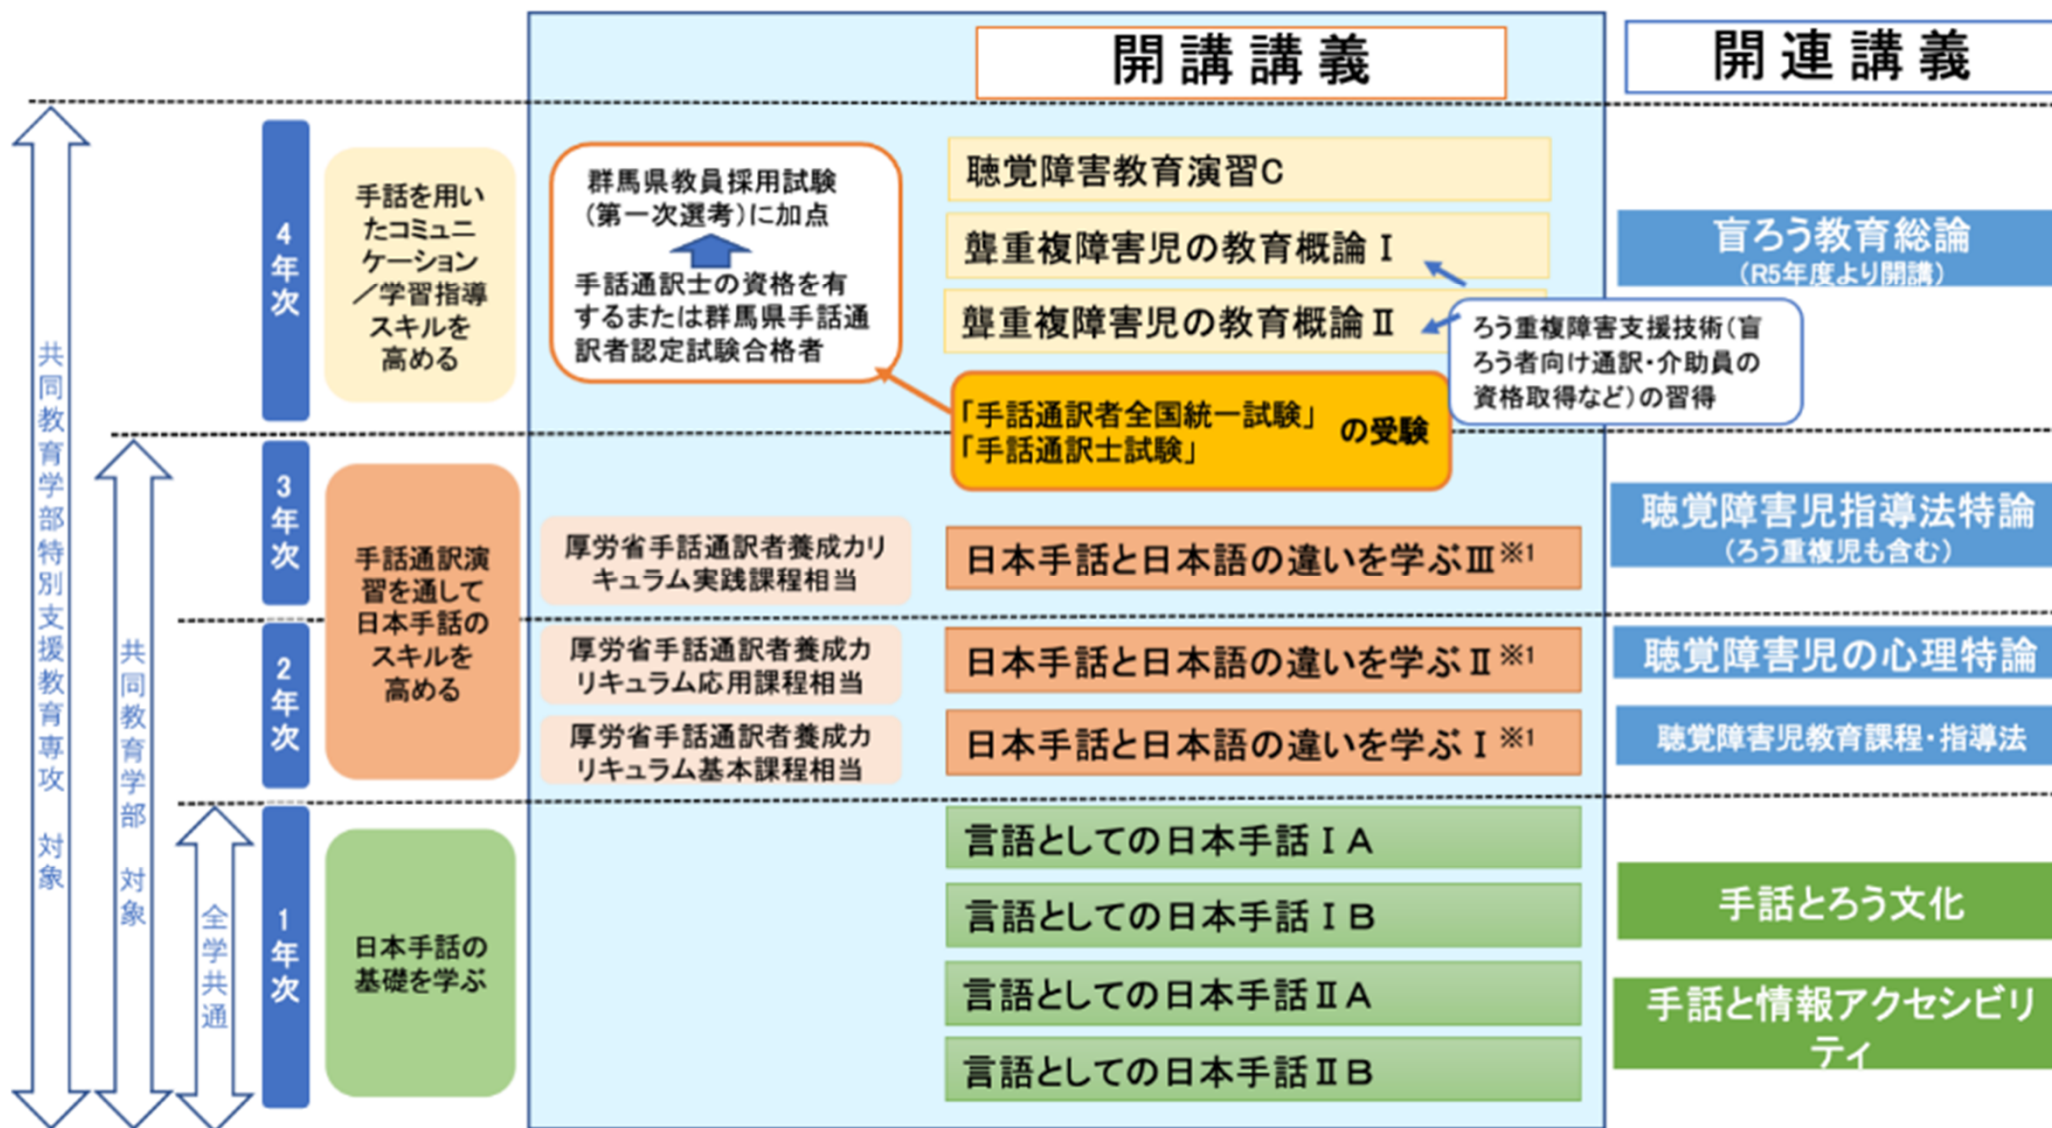 開講講義
開連講義
4年次
手話を用い
たコミュニ
ケーション
／学習指導
スキルを
高める
群馬県教員採用試験
（第一次選考）に加点
手話通訳士の資格を有
するまたは群馬県手話通
訳者認定試験合格者
聴覚障害教育演習C
聾重複障害児の教育概論Ⅰ
聾重複障害児の教育概論Ⅱ
盲ろう教育総論
（R5年度より開講）
ろう重複障害支援技術（盲
ろう者向け通訳・介助員の
資格取得など）の習得
「手話通訳者全国統一試験」
「手話通訳士試験」
の受験
3年次
手話通訳演
習を通して
日本手話の
スキルを
高める
厚労省手話通訳者養成カリ
キュラム実践課程相当
日本手話と日本語の違いを学ぶⅢ※1
聴覚障害児指導法特論
（ろう重複児も含む）
2年次
厚労省手話通訳者養成カ
リキュラム応用課程相当
日本手話と日本語の違いを学ぶⅡ※1
聴覚障害児の心理特論
厚労省手話通訳者養成カ
リキュラム基本課程相当
日本手話と日本語の違いを学ぶⅠ※1
聴覚障害児教育課程・指導法
1年次
日本手話の
基礎を学ぶ
言語としての日本手話ⅠA
言語としての日本手話ⅠB
言語としての日本手話ⅡA
言語としての日本手話ⅡB
手話とろう文化
手話と情報アクセシビリ
ティ
共同教育学部特別支援教育専攻 対象
共同教育学部 対象
全学共通